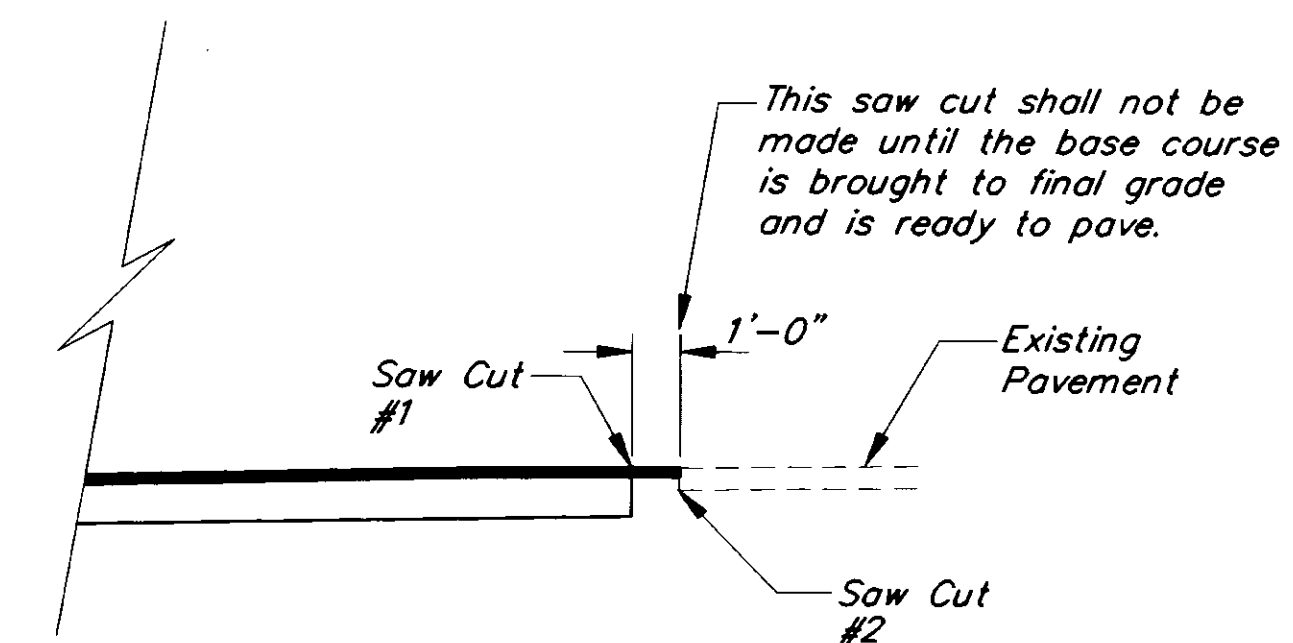 This saw cut shall not be
made until the base course
is brought to final grade
and is ready to pave.
1'-0"
Existing
Pavement
Saw Cut
#1
Saw Cut
#2